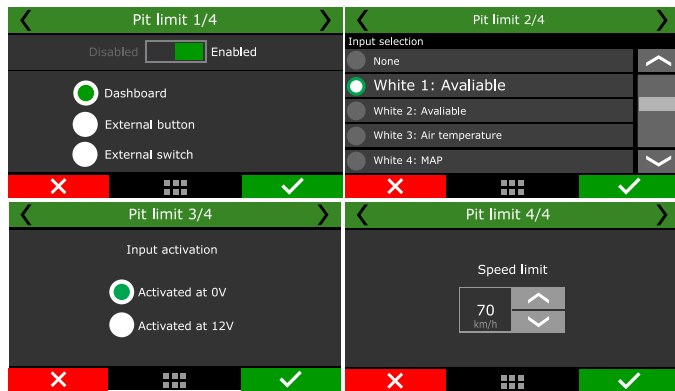 Pit limit 1/4
Disabled Enabled
Dashboard
External button
External switch
Pit limit 2/4
Input selection
None
White 1: Avaliable
White 2: Avaliable
White 3: Air temperature
White 4: MAP
Pit limit 3/4
Input activation
Activated at 0V
Activated at 12V
Pit limit 4/4
Speed limit
70
km/h